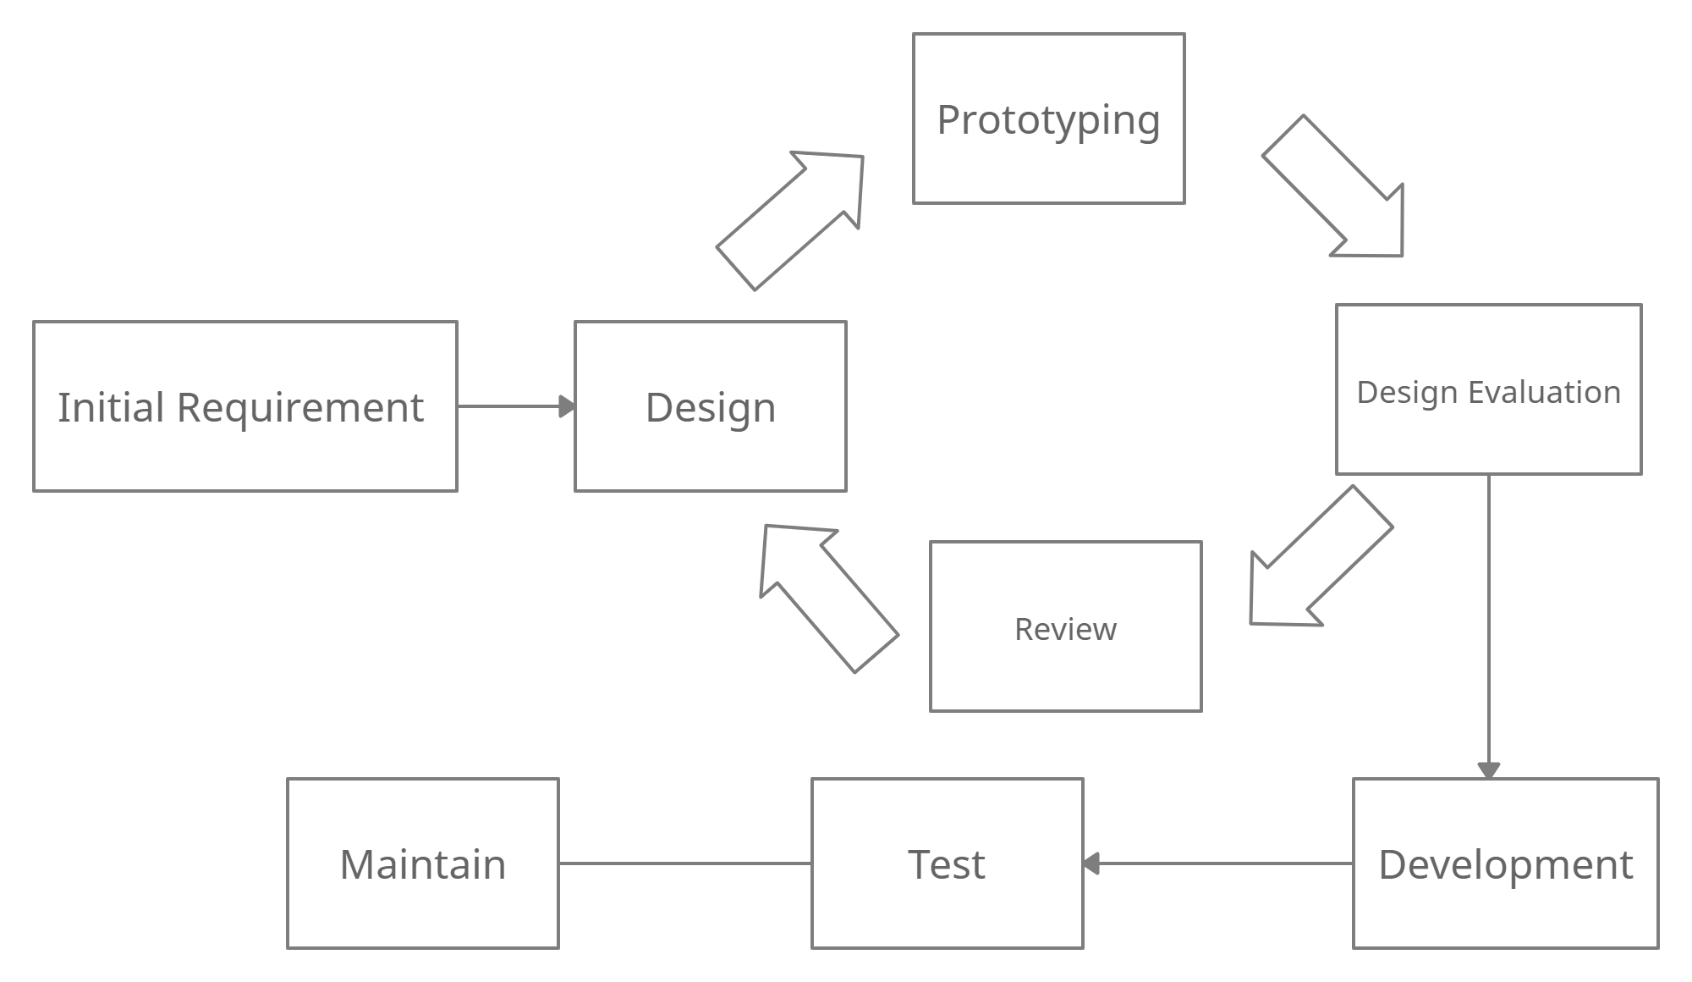 Prototyping
Initial Requirement
Design
Design Evaluation
Review
Maintain
Test
Development